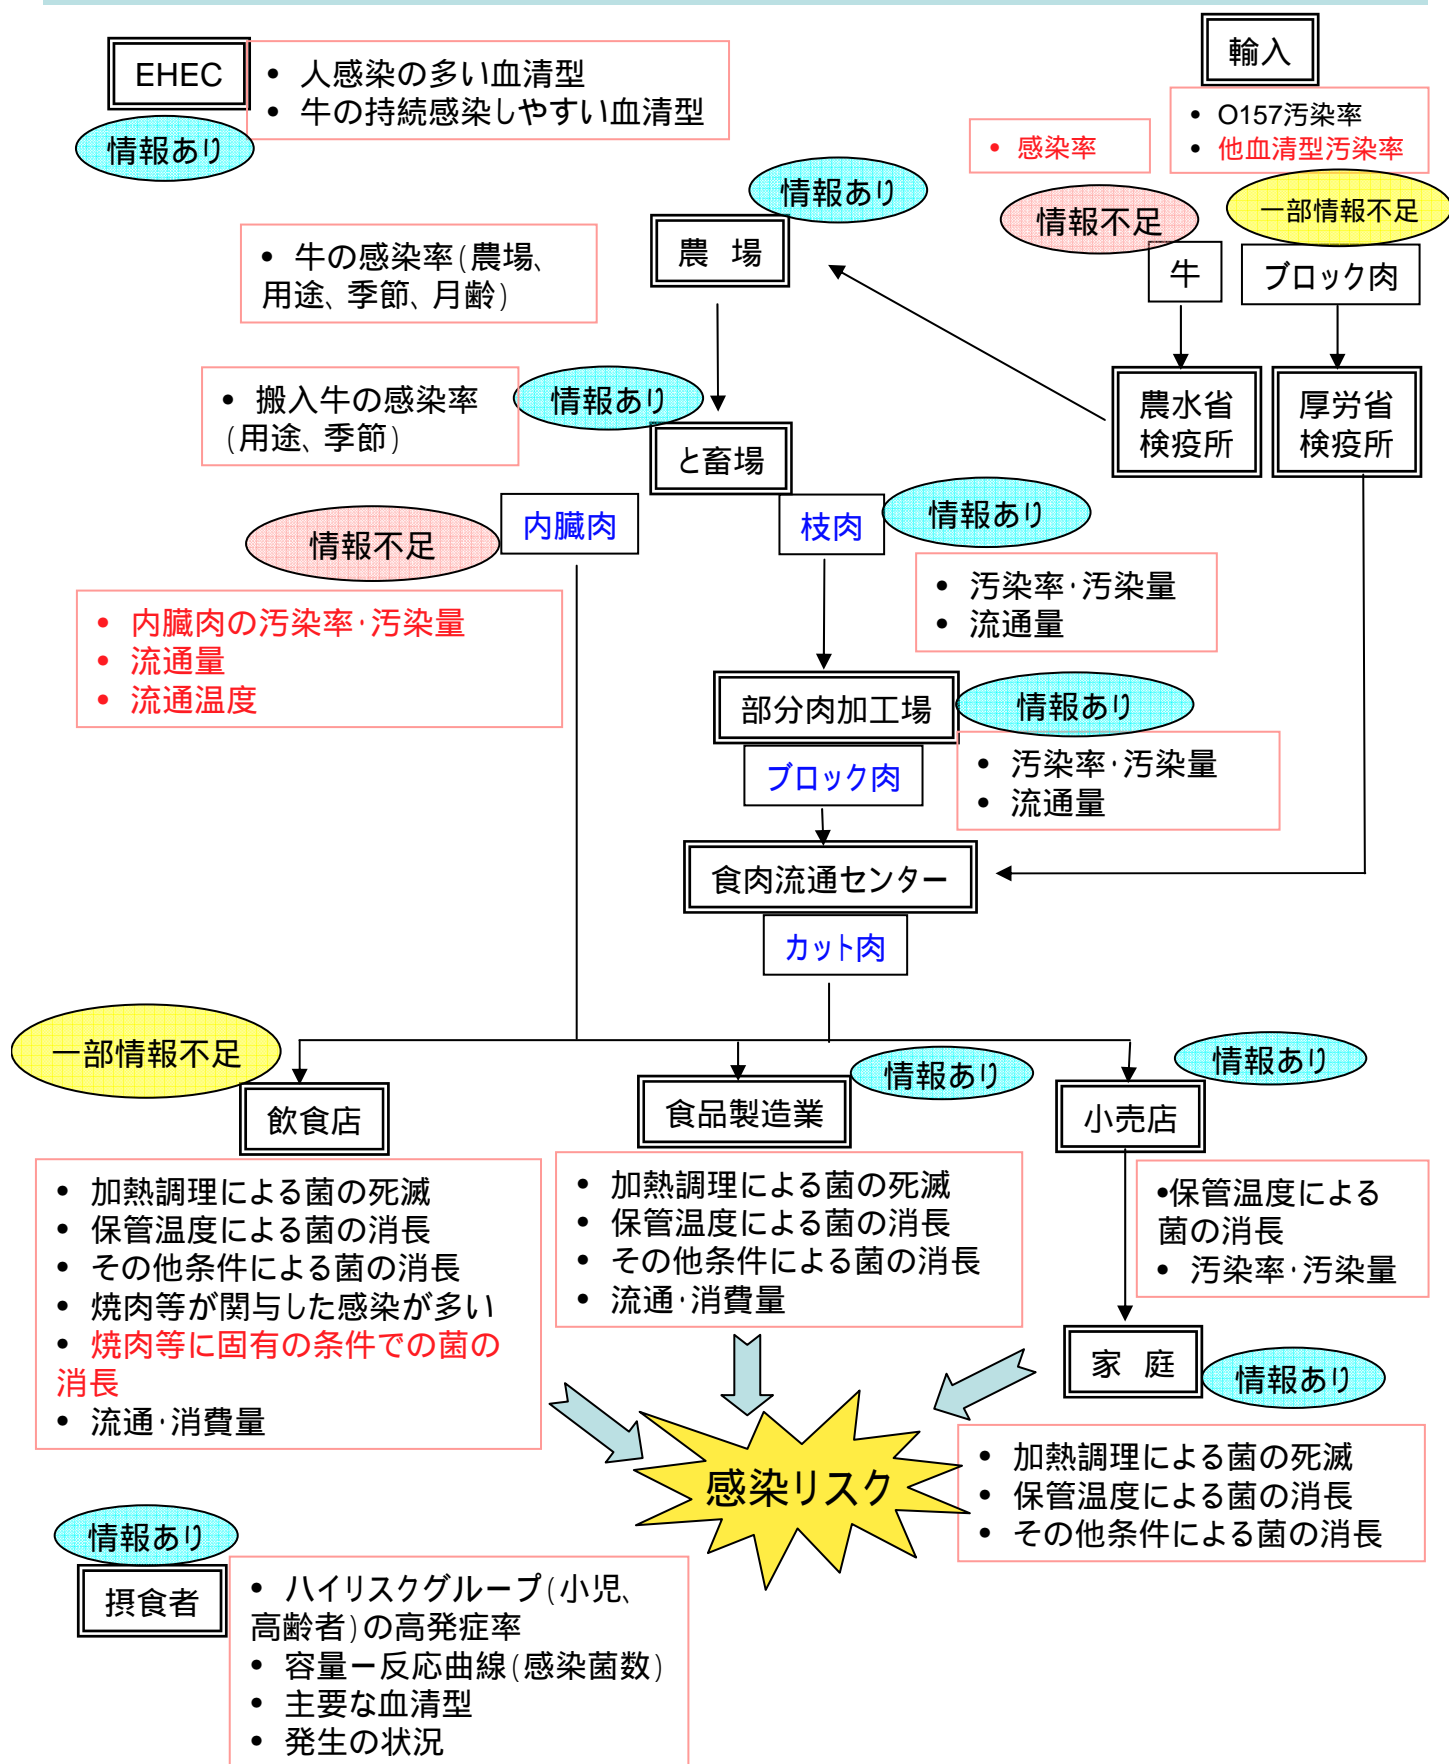 EHEC
• 人感染の多い血清型
• 牛の持続感染しやすい血清型
情報あり
輸入
• O157汚染率
• 他血清型汚染率
• 感染率
情報不足
一部情報不足
牛
ブロック肉
情報あり
農 場
• 牛の感染率(農場、
用途、季節、月齢)
農水省
検疫所
厚労省
検疫所
• 搬入牛の感染率
(用途、季節)
情報あり
と畜場
内臓肉
情報不足
• 内臓肉の汚染率・汚染量
• 流通量
• 流通温度
枝肉
情報あり
• 汚染率・汚染量
• 流通量
部分肉加工場
情報あり
ブロック肉
• 汚染率・汚染量
• 流通量
食肉流通センター
カット肉
一部情報不足
飲食店
• 加熱調理による菌の死滅
• 保管温度による菌の消長
• その他条件による菌の消長
• 焼肉等が関与した感染が多い
• 焼肉等に固有の条件での菌の
消長
• 流通・消費量
情報あり
食品製造業
• 加熱調理による菌の死滅
• 保管温度による菌の消長
• その他条件による菌の消長
• 流通・消費量
情報あり
小売店
•保管温度による
菌の消長
• 汚染率・汚染量
家 庭
情報あり
• 加熱調理による菌の死滅
• 保管温度による菌の消長
• その他条件による菌の消長
感染リスク
情報あり
摂食者
• ハイリスクグループ(小児、
高齢者)の高発症率
• 容量ー反応曲線(感染菌数)
• 主要な血清型
• 発生の状況